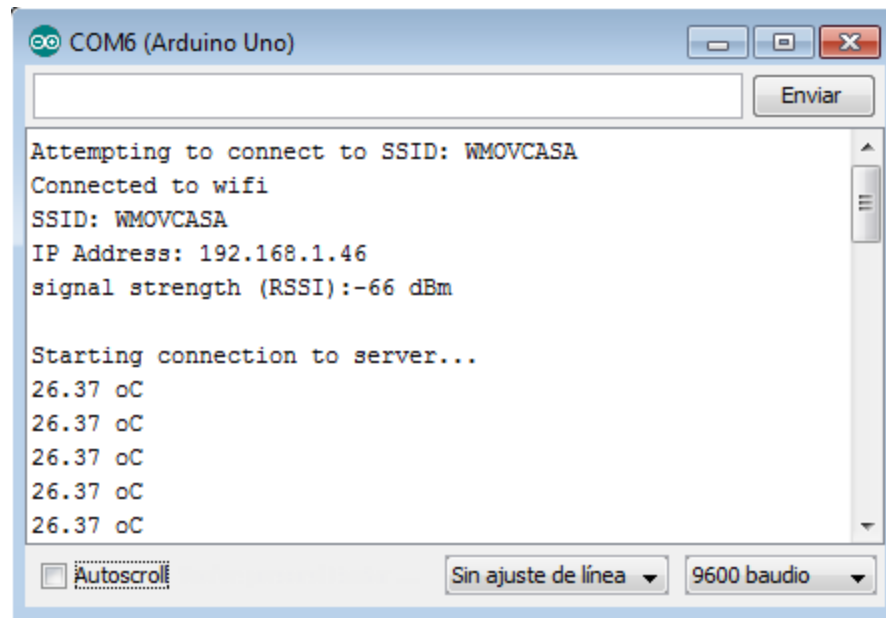 COM6 (Arduino Uno)
Enviar
Attempting to connect to SSID: WMOVCASA
Connected to wifi
SSID: WMOVCASA
IP Address: 192.168.1.46
signal strength (RSSI):-66 dBm
Starting connection to server...
26.37 oC
26.37 oC
26.37 oC
26.37 oC
26.37 oC
Autoscroll
Sin ajuste de línea
9600 baudio